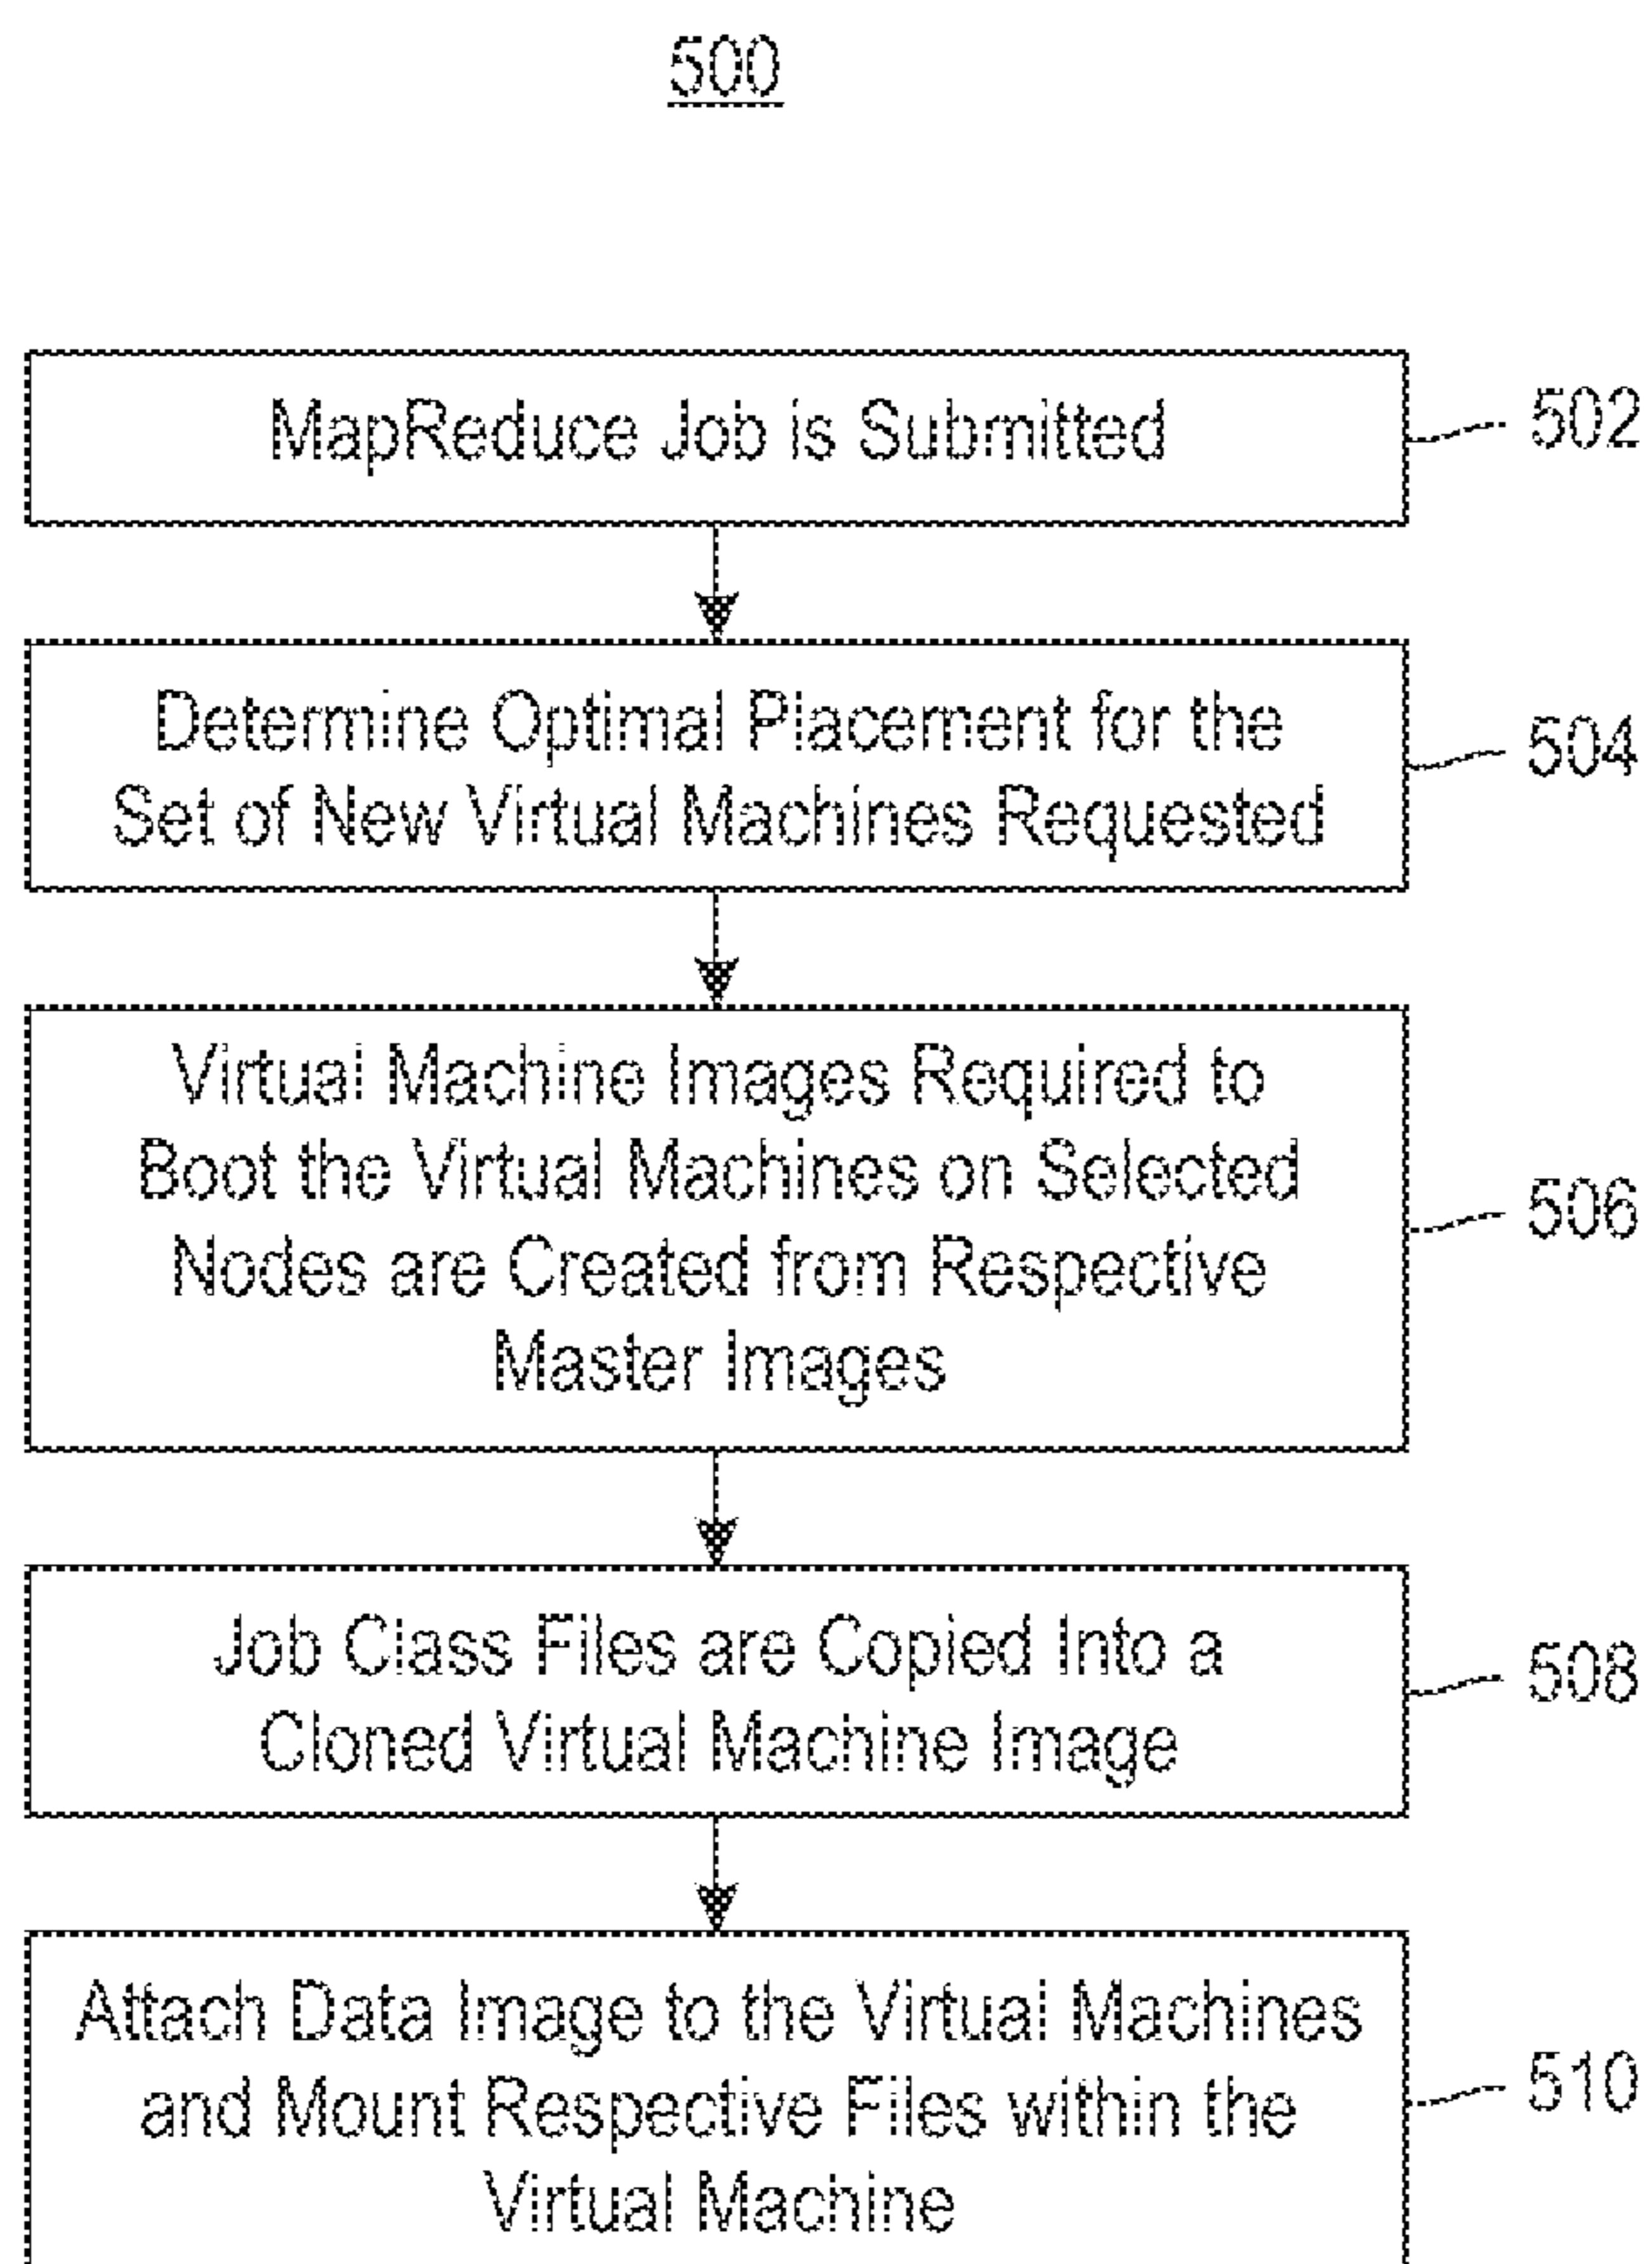 500
MapReduce Job is Submitted
502
Determine Optimal Placement for the
Set of New Virtual Machines Requested
504
Virtual Machine Images Required to
Boot the Virtual Machines on Selected
Nodes are Created from Respective
Master Images
506
Job Class Files are Copied Into a
Cloned Virtual Machine Image
508
Attach Data Image to the Virtual Machines
and Mount Respective Files within the
Virtual Machine
510